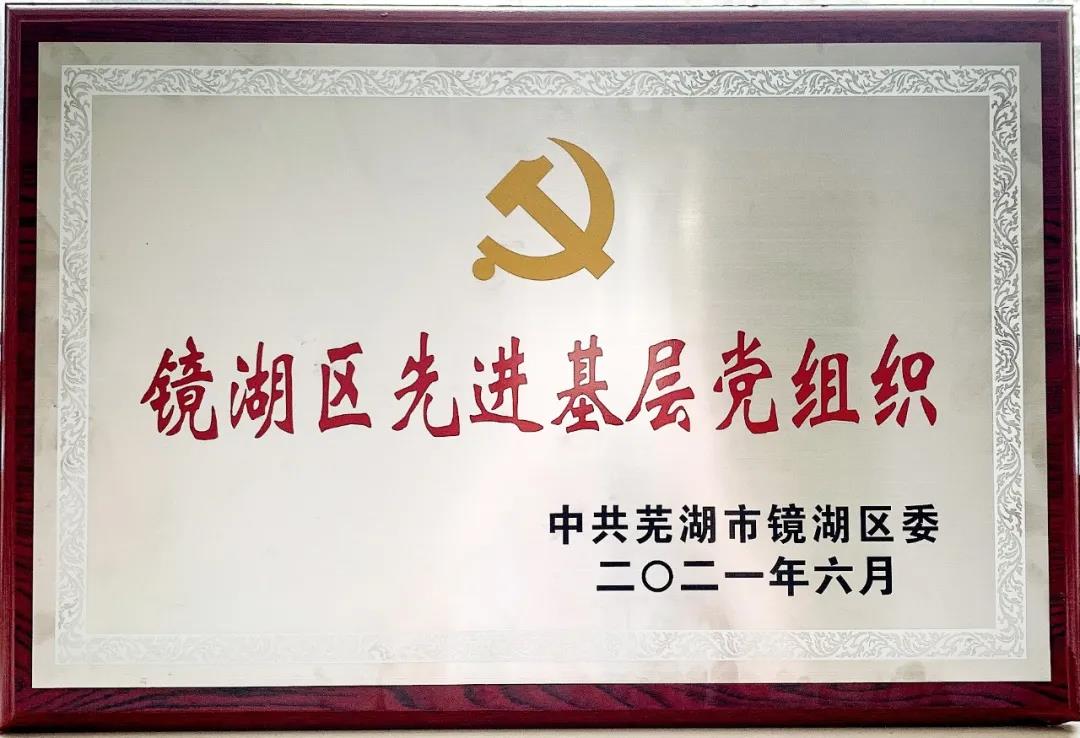 镜湖区先进基层党组织
中共芜湖市镜湖区委
二〇二一年六月